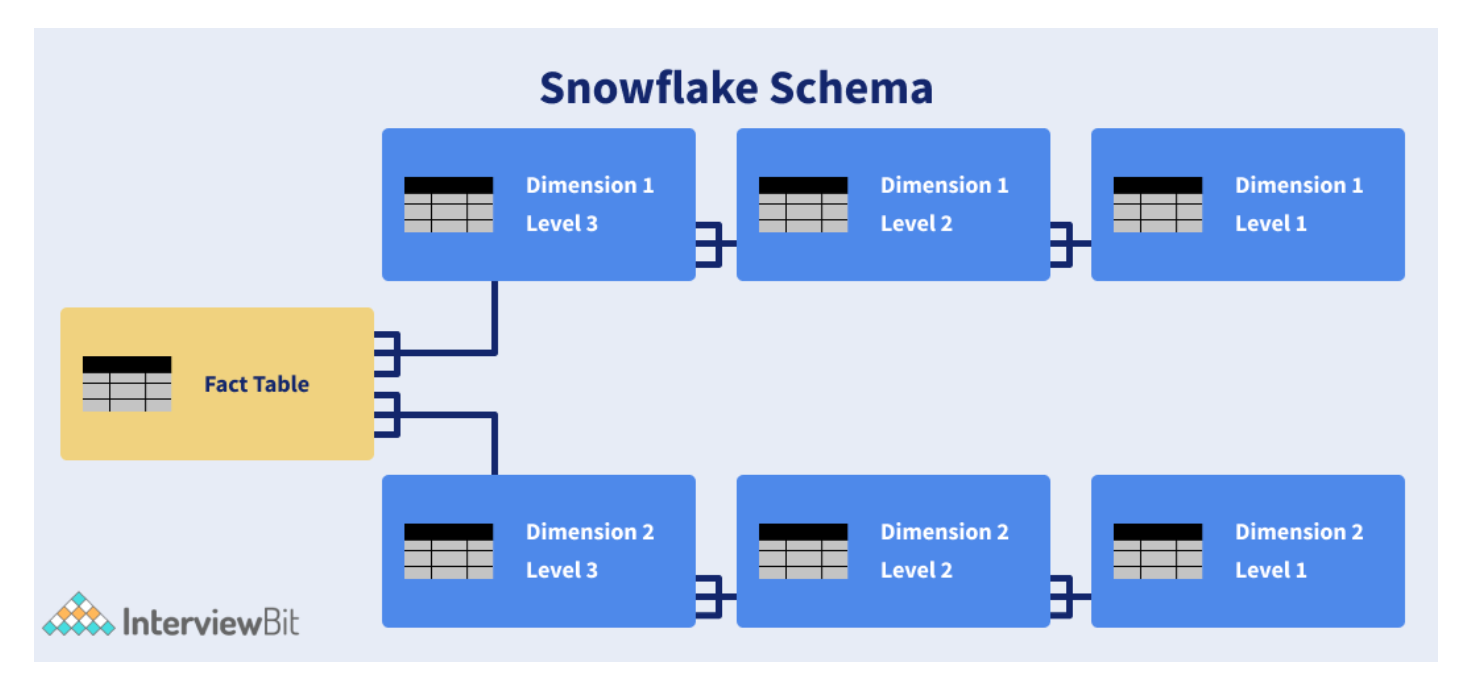 Snowflake Schema
Dimension 1
Level 3
Dimension 1
Level 2
Dimension 1
Level 1
Fact Table
Dimension 2
Level 3
Dimension 2
Level 2
Dimension 2
Level 1
InterviewBit